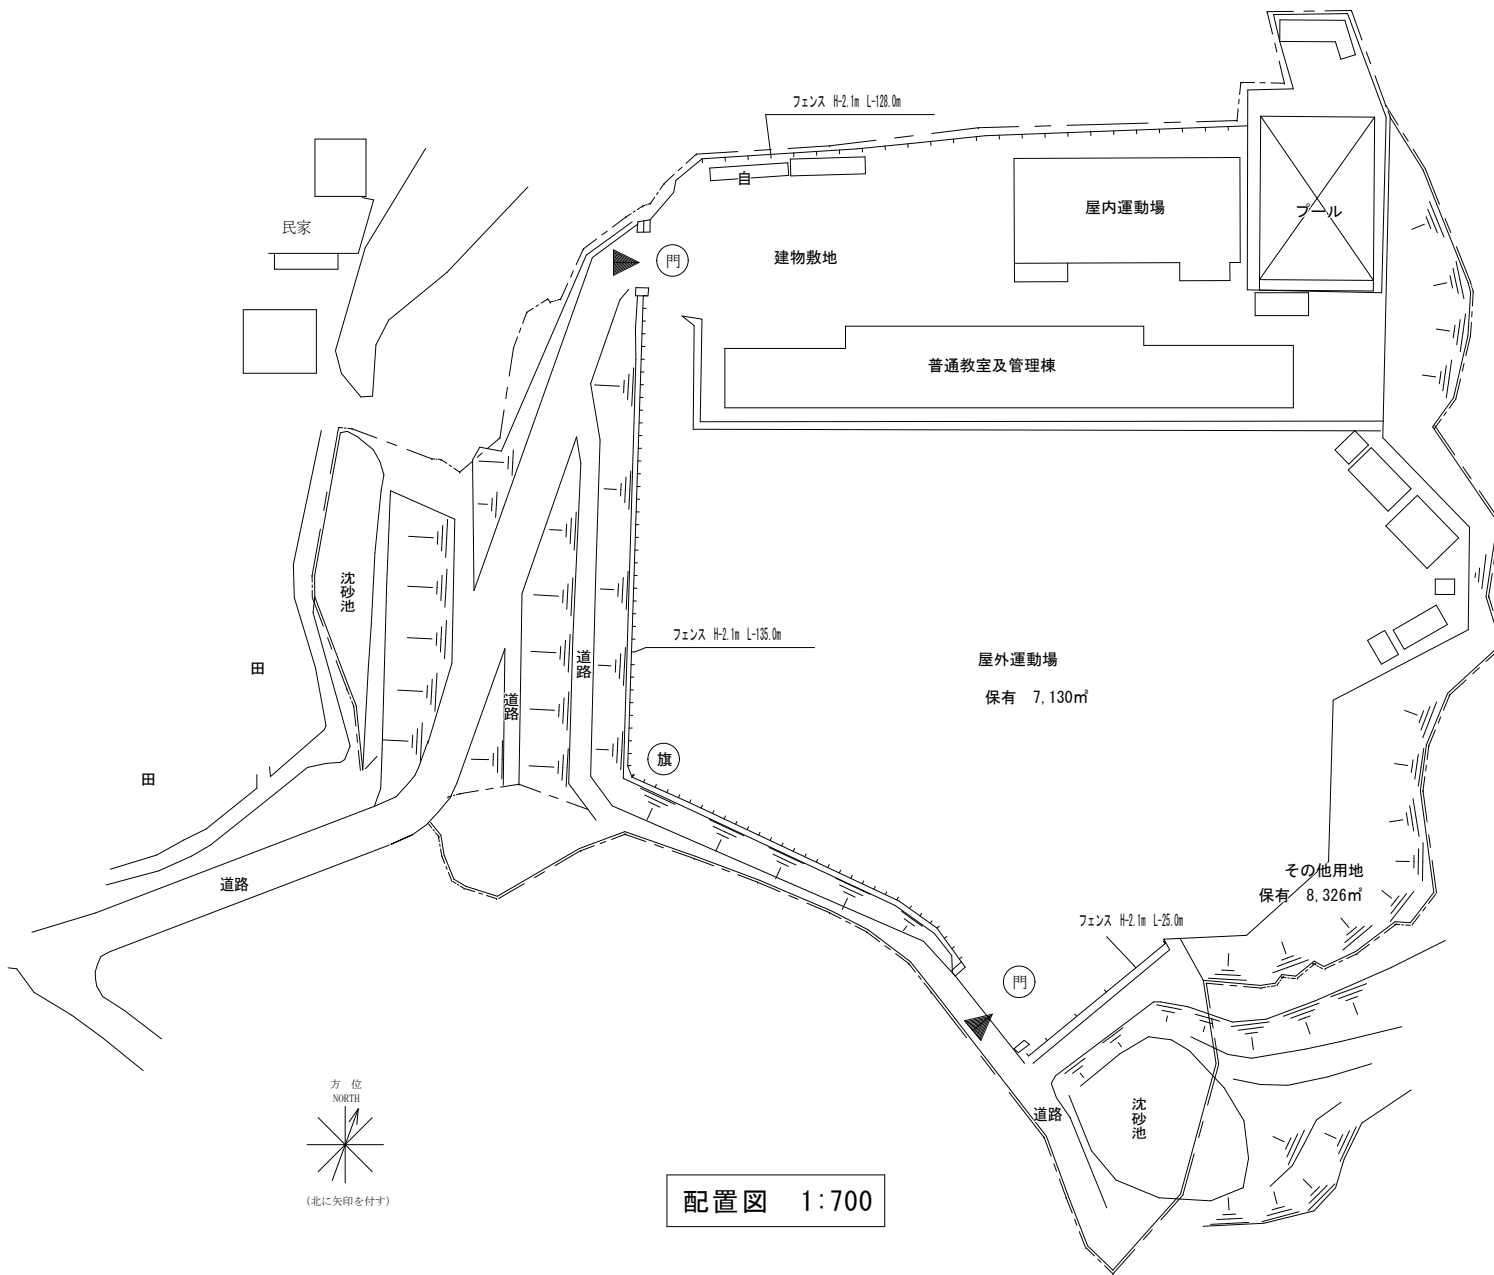 フェンス H-2.1m L-128.0m
自
屋内運動場
プール
民家
門
建物敷地
普通教室及管理棟
沈砂池
フェンス H-2.1m L-135.0m
道路
屋外運動場
保有 7,130㎡
田
道路
旗
田
その他用地
保有 8,326㎡
道路
フェンス H-2.1m L-25.0m
門
方 位
NORTH
(北に矢印を付す)
道路
沈砂池
配置図 1:700